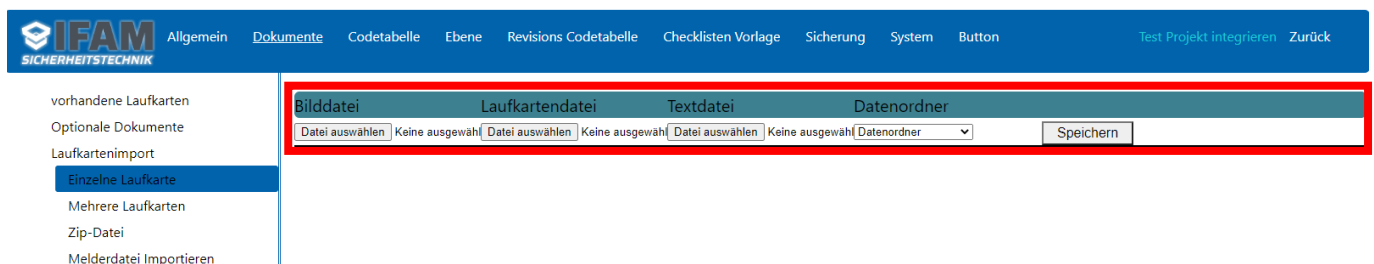 IFAM
SICHERHEITSTECHNIK
Allgemein Dokumente Codetabelle Ebene Revisions Codetabelle Checklisten Vorlage Sicherung System Button Test Projekt integrieren Zurück
vorhandene Laufkarten
Optionale Dokumente
Laufkartenimport
Einzelne Laufkarte
Mehrere Laufkarten
Zip-Datei
Melderdatei Importieren
Bilddatei Laufkartendatei Textdatei Datenordner
Datei auswählen Keine ausgewähl Datei auswählen Keine ausgewähl Datei auswählen Keine ausgewähl Datenordner Speichern